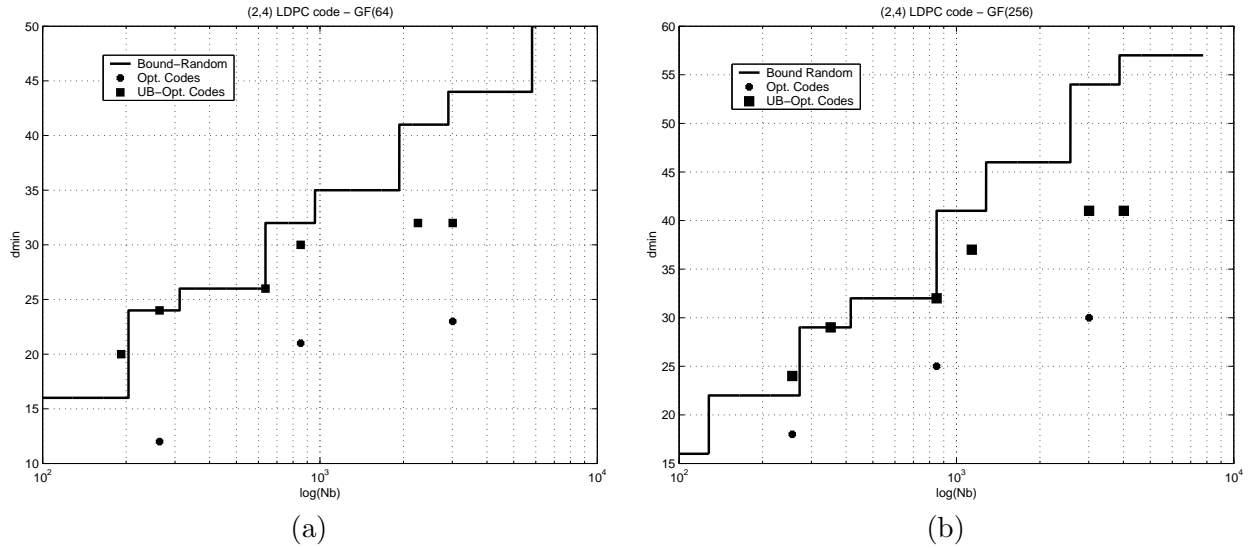 (2,4) LDPC code – GF(64)
50
45
40
35
30
25
20
15
10
dmin
Bound–Random
Opt. Codes
UB–Opt. Codes
10^2
10^3
10^4
log(Nb)
(a)
(2,4) LDPC code – GF(256)
60
55
50
45
40
35
30
25
20
15
dmin
Bound Random
Opt. Codes
UB–Opt. Codes
10^2
10^3
10^4
log(Nb)
(b)